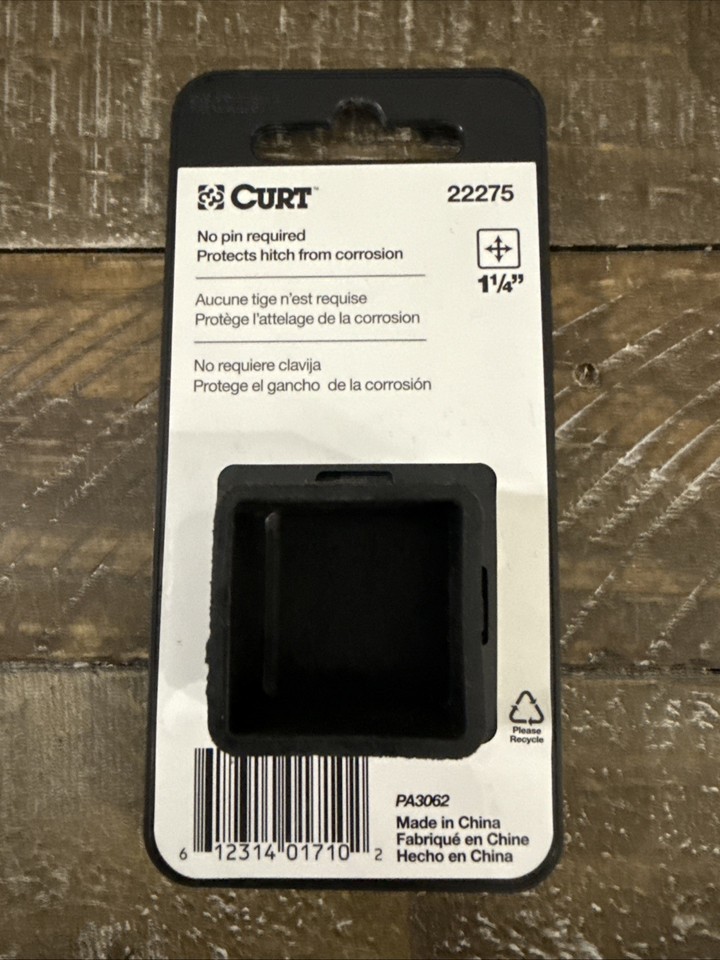 CURT™
22275
No pin required
Protects hitch from corrosion
1¼”
Aucune tige n’est requise
Protège l’attelage de la corrosion
No requiere clavija
Protege el gancho de la corrosión
Please
Recycle
PA3062
Made in China
Fabriqué en Chine
Hecho en China
6 12314 01710 2